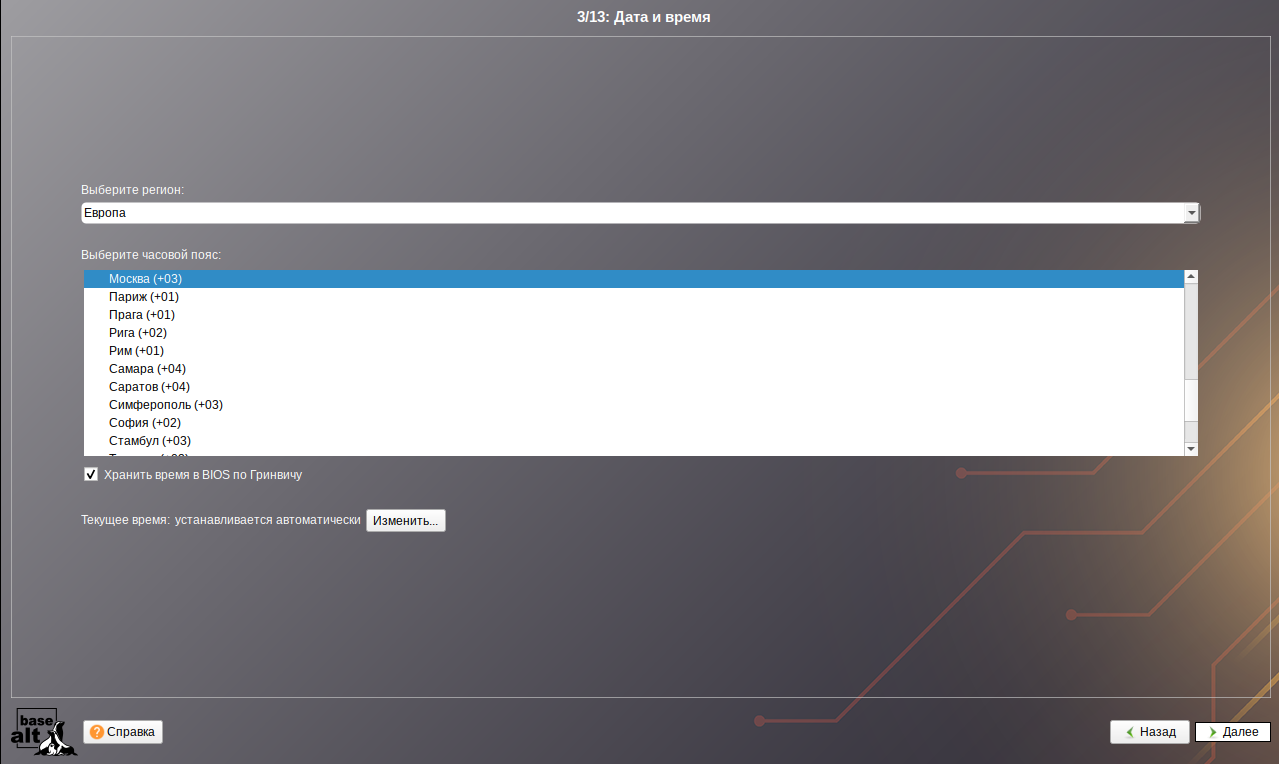 3/13: Дата и время
Выберите регион:
Европа
Выберите часовой пояс:
Москва (+03)
Париж (+01)
Прага (+01)
Рига (+02)
Рим (+01)
Самара (+04)
Саратов (+04)
Симферополь (+03)
София (+02)
Стамбул (+03)
Хранить время в BIOS по Гринвичу
Текущее время: устанавливается автоматически Изменить...
base
alt
Справка
Назад
Далее